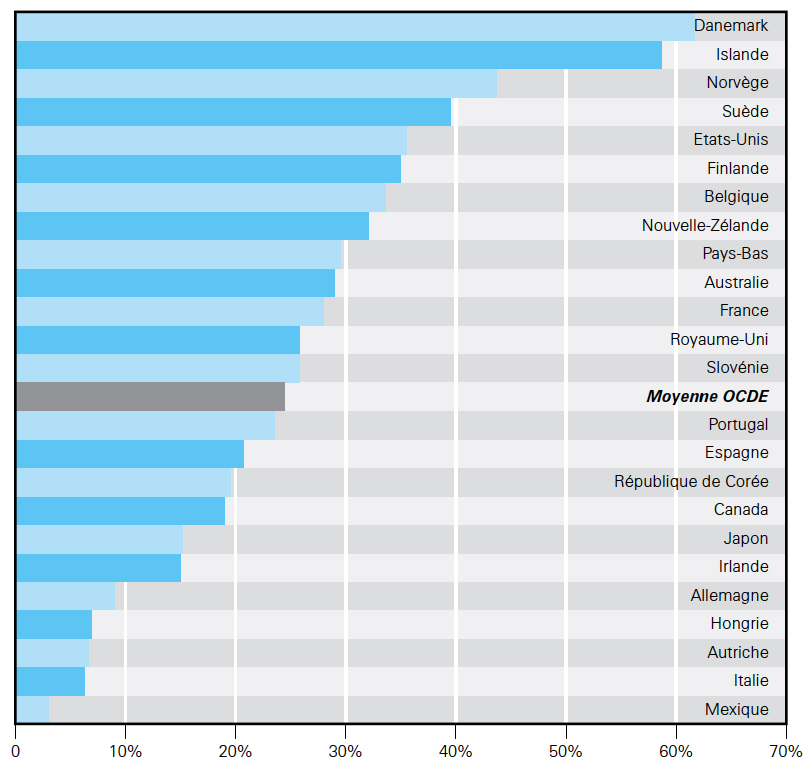 Danemark
Islande
Norvège
Suède
Etats-Unis
Finlande
Belgique
Nouvelle-Zélande
Pays-Bas
Australie
France
Royaume-Uni
Slovénie
Moyenne OCDE
Portugal
Espagne
République de Corée
Canada
Japon
Irlande
Allemagne
Hongrie
Autriche
Italie
Mexique
0 10% 20% 30% 40% 50% 60% 70%